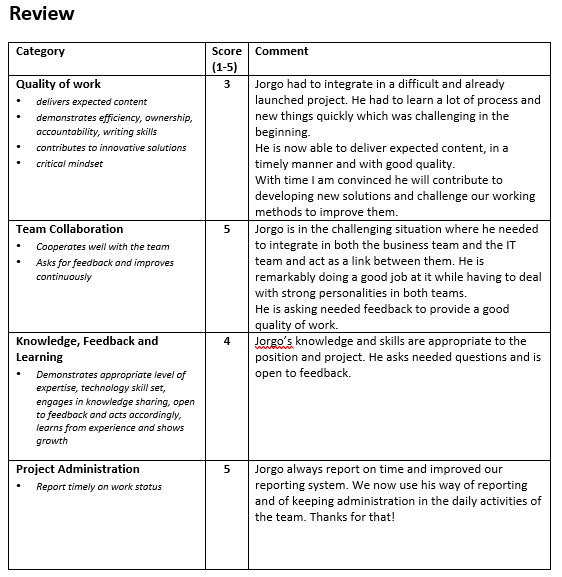 Review
Category
Score
(1-5)
Comment
Quality of work
• delivers expected content
• demonstrates efficiency, ownership,
accountability, writing skills
• contributes to innovative solutions
• critical mindset
3
Jorgo had to integrate in a difficult and already
launched project. He had to learn a lot of process and
new things quickly which was challenging in the
beginning.
He is now able to deliver expected content, in a
timely manner and with good quality.
With time I am convinced he will contribute to
developing new solutions and challenge our working
methods to improve them.
Team Collaboration
• Cooperates well with the team
• Asks for feedback and improves
continuously
5
Jorgo is in the challenging situation where he needed
to integrate in both the business team and the IT
team and act as a link between them. He is
remarkably doing a good job at it while having to deal
with strong personalities in both teams.
He is asking needed feedback to provide a good
quality of work.
Knowledge, Feedback and
Learning
• Demonstrates appropriate level of
expertise, technology skill set,
engages in knowledge sharing, open
to feedback and acts accordingly,
learns from experience and shows
growth
4
Jorgo's knowledge and skills are appropriate to the
position and project. He asks needed questions and is
open to feedback.
Project Administration
• Report timely on work status
5
Jorgo always report on time and improved our
reporting system. We now use his way of reporting
and of keeping administration in the daily activities of
the team. Thanks for that!